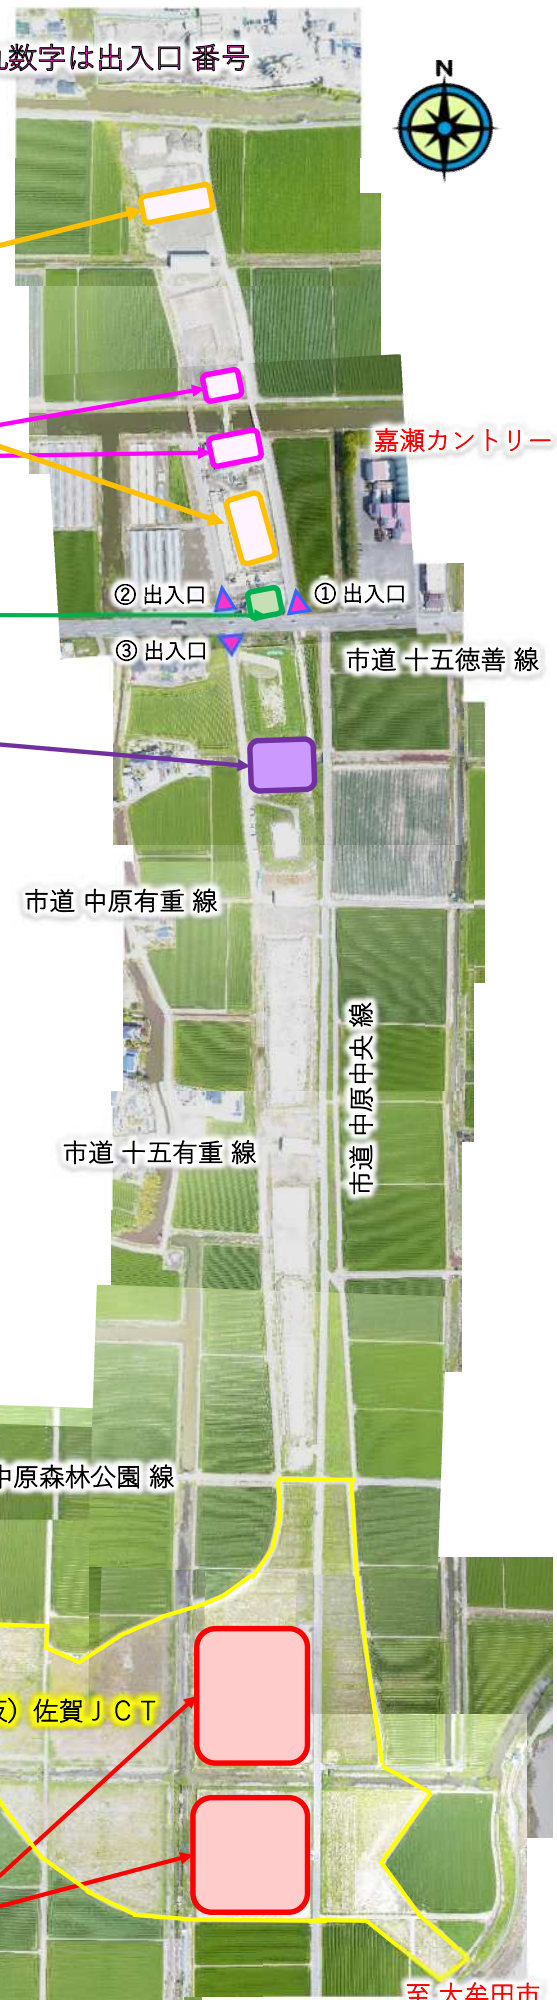 数字は出入口 番号
N
嘉瀬カントリー
② 出入口
① 出入口
③ 出入口
市道 十五徳善 線
市道 中原有重 線
市道 中原中央 線
市道 十五有重 線
中原森林公園 線
）佐賀ＪＣＴ
至 大牟田市